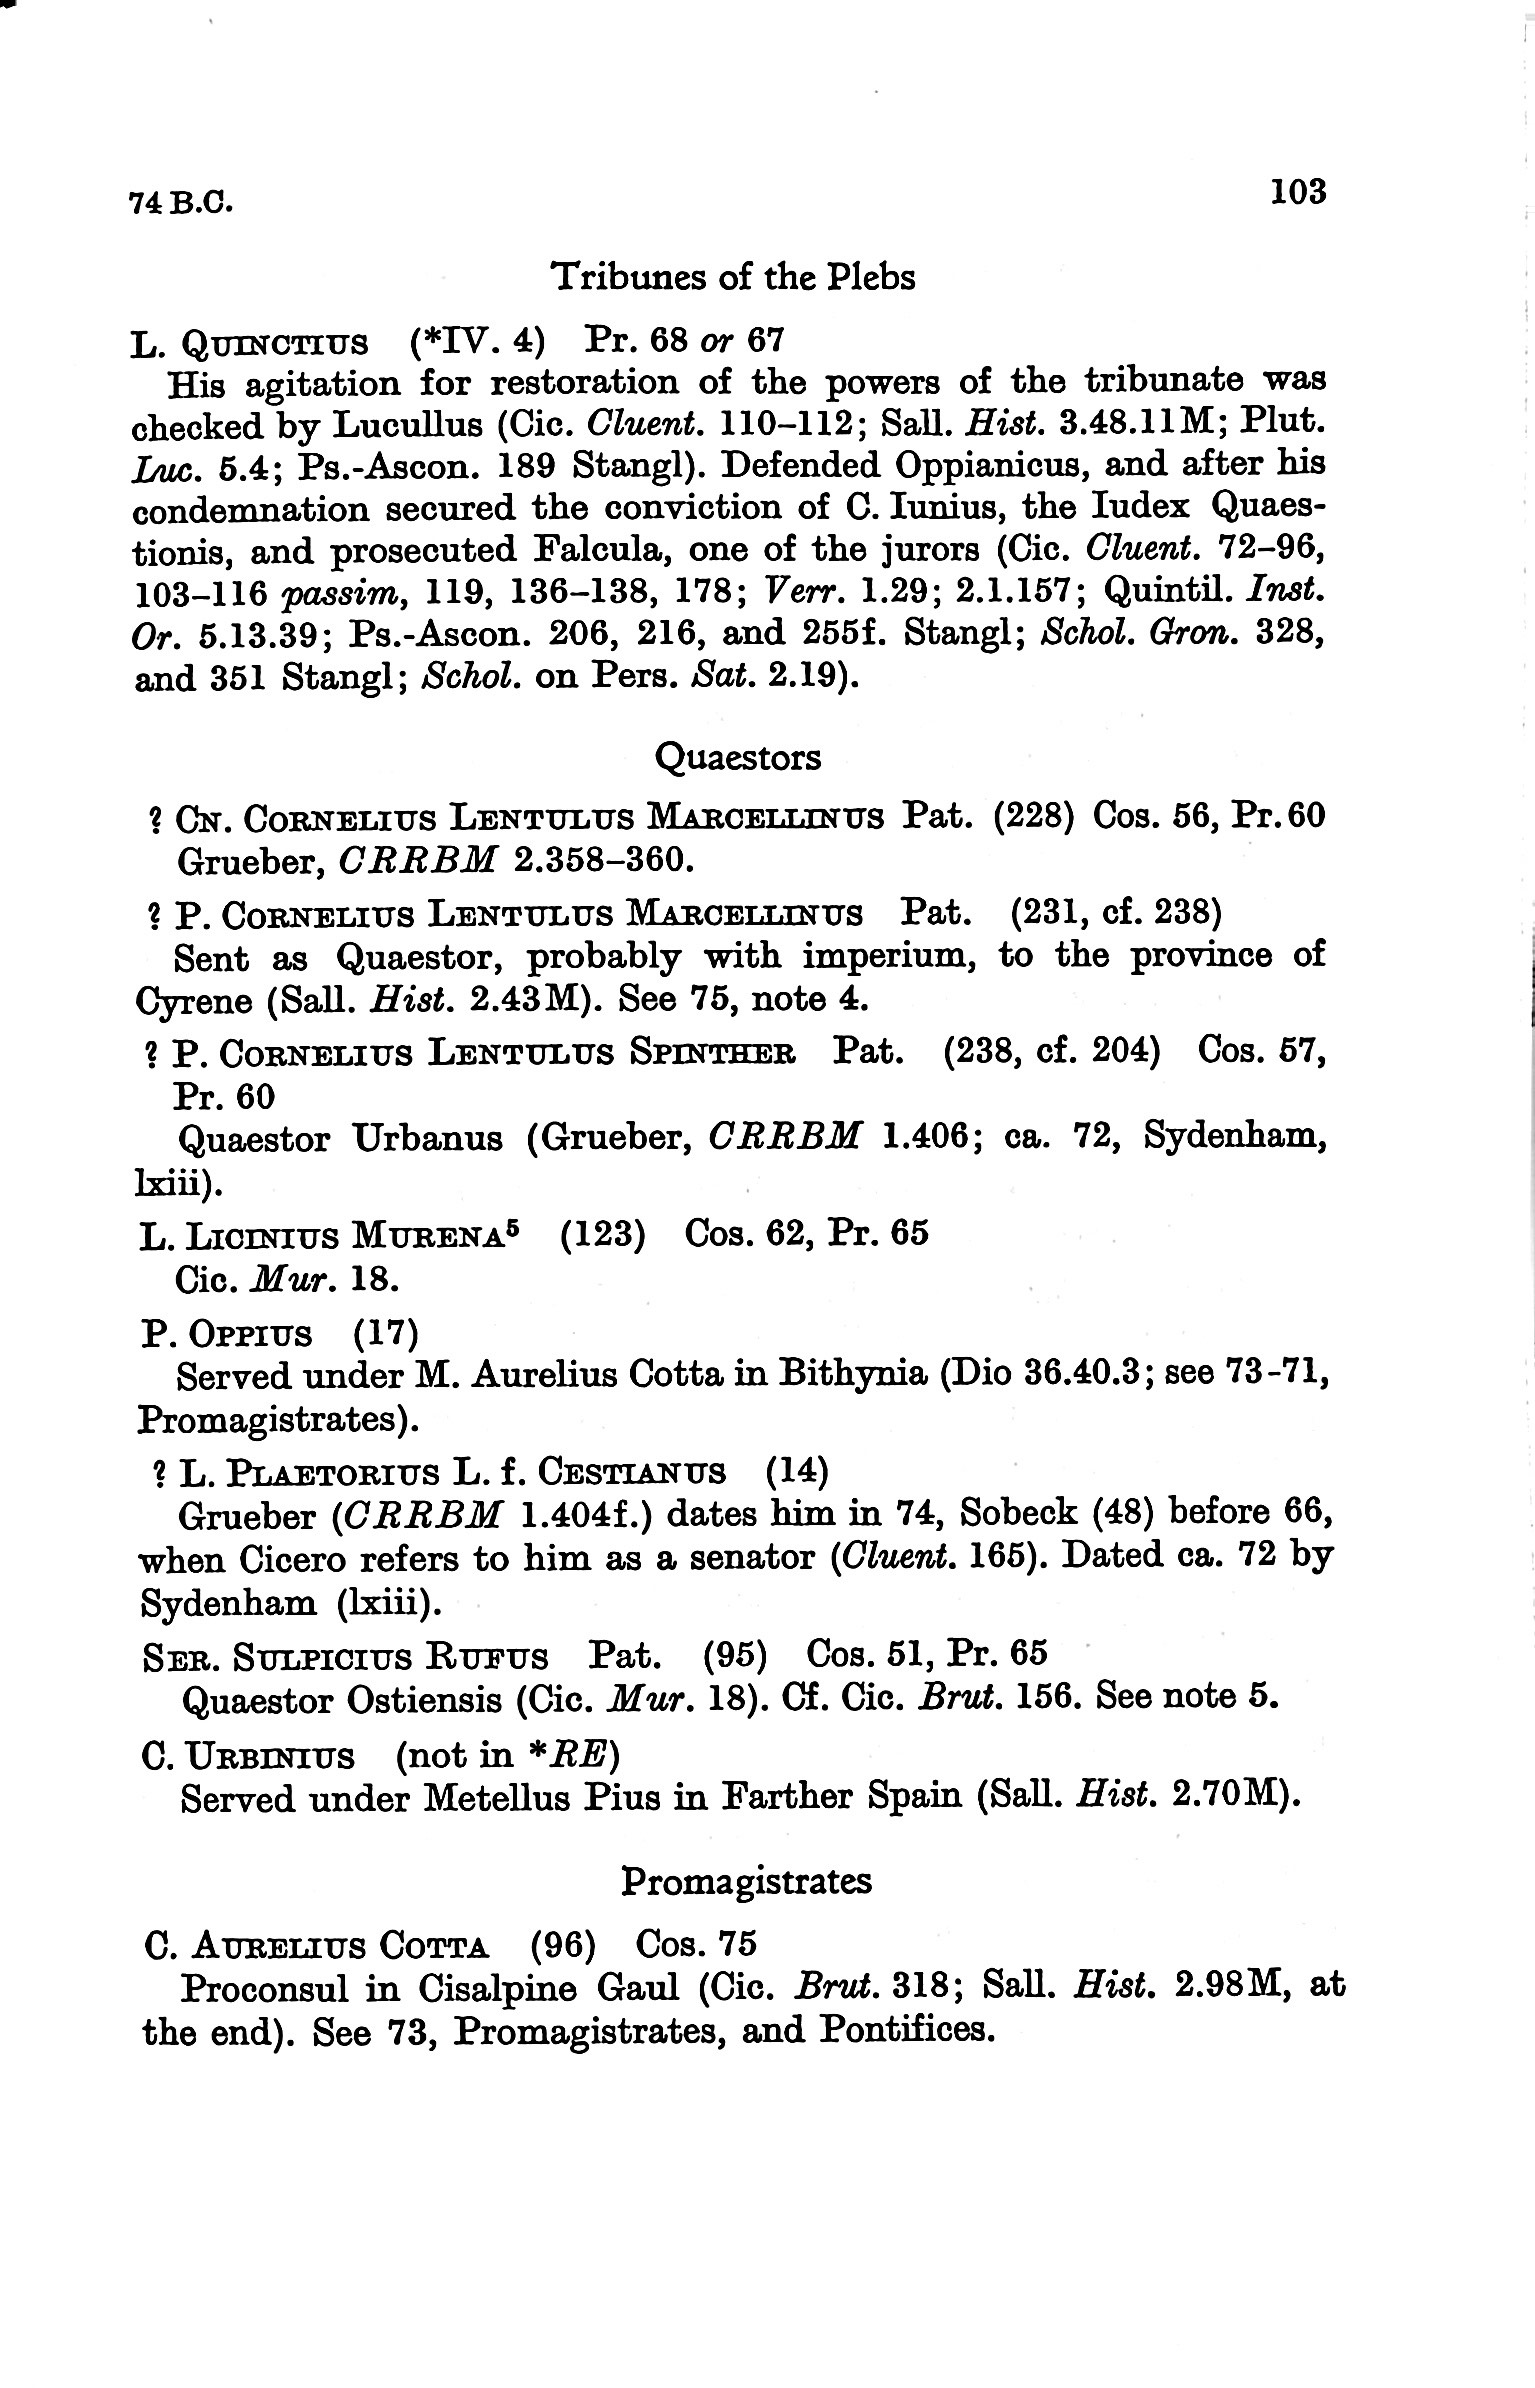 74 B.C. 103
Tribunes of the Plebs
L. QUINCTIUS (*IV. 4) Pr. 68 or 67
His agitation for restoration of the powers of the tribunate was
checked by Lucullus (Cic. Cluent. 110–112; Sall. Hist. 3.48.11M; Plut.
Luc. 5.4; Ps.-Ascon. 189 Stangl). Defended Oppianicus, and after his
condemnation secured the conviction of C. Iunius, the Iudex Quaes-
tionis, and prosecuted Falcula, one of the jurors (Cic. Cluent. 72–96,
103–116 passim, 119, 136–138, 178; Verr. 1.29; 2.1.157; Quintil. Inst.
Or. 5.13.39; Ps.-Ascon. 206, 216, and 255f. Stangl; Schol. Gron. 328,
and 351 Stangl; Schol. on Pers. Sat. 2.19).
Quaestors
? CN. CORNELIUS LENTULUS MARCELLINUS Pat. (228) Cos. 56, Pr. 60
Grueber, CRRBM 2.358–360.
? P. CORNELIUS LENTULUS MARCELLINUS Pat. (231, cf. 238)
Sent as Quaestor, probably with imperium, to the province of
Cyrene (Sall. Hist. 2.43M). See 75, note 4.
? P. CORNELIUS LENTULUS SPINTHER Pat. (238, cf. 204) Cos. 57,
Pr. 60
Quaestor Urbanus (Grueber, CRRBM 1.406; ca. 72, Sydenham,
lxiii).
L. LICINIUS MURENA⁵ (123) Cos. 62, Pr. 65
Cic. Mur. 18.
P. OPPIUS (17)
Served under M. Aurelius Cotta in Bithynia (Dio 36.40.3; see 73-71,
Promagistrates).
? L. PLAETORIUS L. f. CESTIANUS (14)
Grueber (CRRBM 1.404f.) dates him in 74, Sobeck (48) before 66,
when Cicero refers to him as a senator (Cluent. 165). Dated ca. 72 by
Sydenham (lxiii).
SER. SULPICIUS RUFUS Pat. (95) Cos. 51, Pr. 65
Quaestor Ostiensis (Cic. Mur. 18). Cf. Cic. Brut. 156. See note 5.
C. URBINIUS (not in *RE)
Served under Metellus Pius in Farther Spain (Sall. Hist. 2.70M).
Promagistrates
C. AURELIUS COTTA (96) Cos. 75
Proconsul in Cisalpine Gaul (Cic. Brut. 318; Sall. Hist. 2.98M, at
the end). See 73, Promagistrates, and Pontifices.